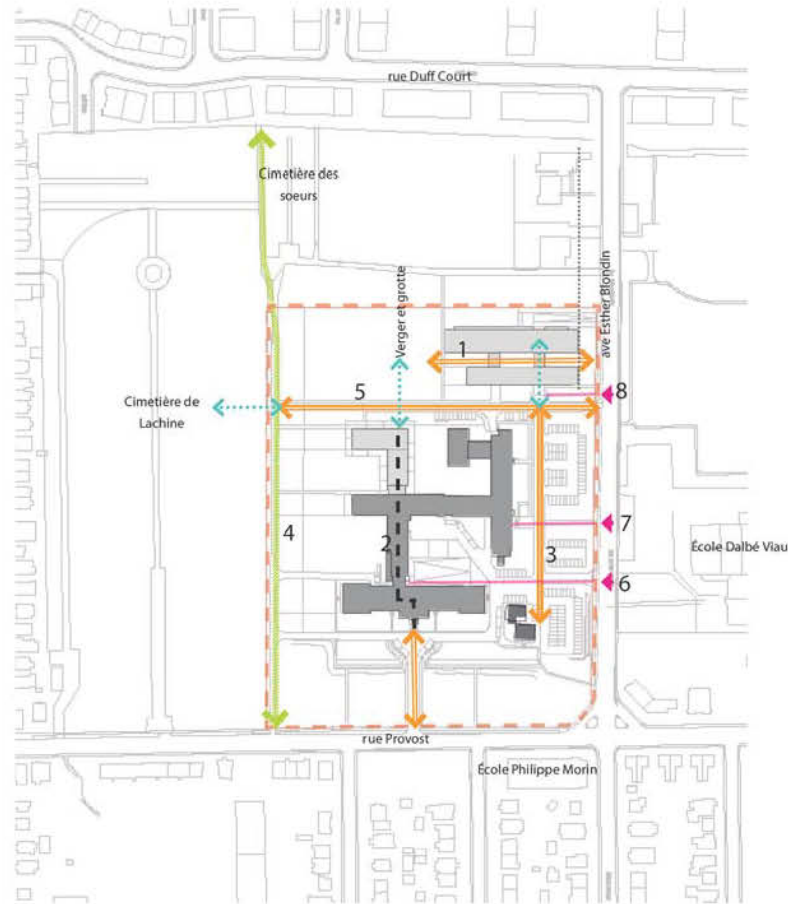 rue Duff Court
Cimetière des
soeurs
ave Esther Blondin
Verger et grotte
1
5
8
Cimetière de
Lachine
7
4
2
3
École Dalbé Viau
6
rue Provost
École Philippe Morin